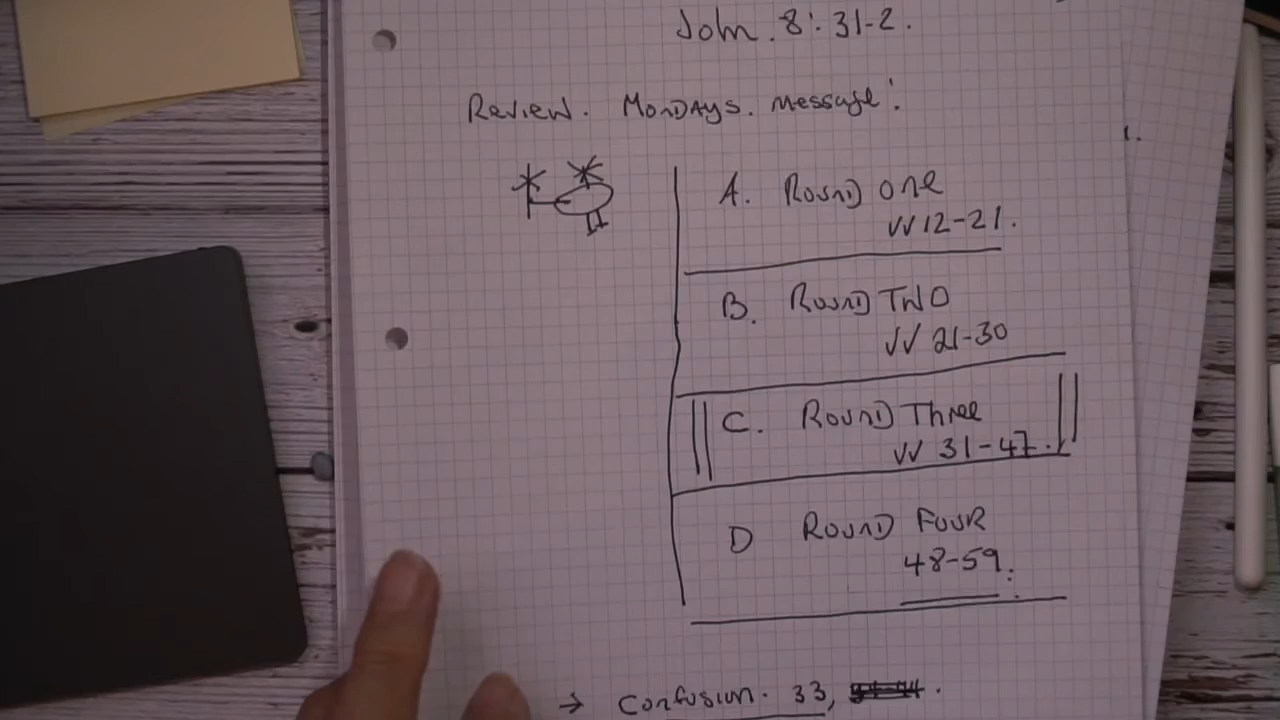 John. 8: 31-2.
Review. Mondays. message:
1.
A. Round one
vv 12-21.
B. Round Two
vv 21-30
C. Round Three
vv 31-47.
D Round Four
48-59.
→ Confusion. 33,